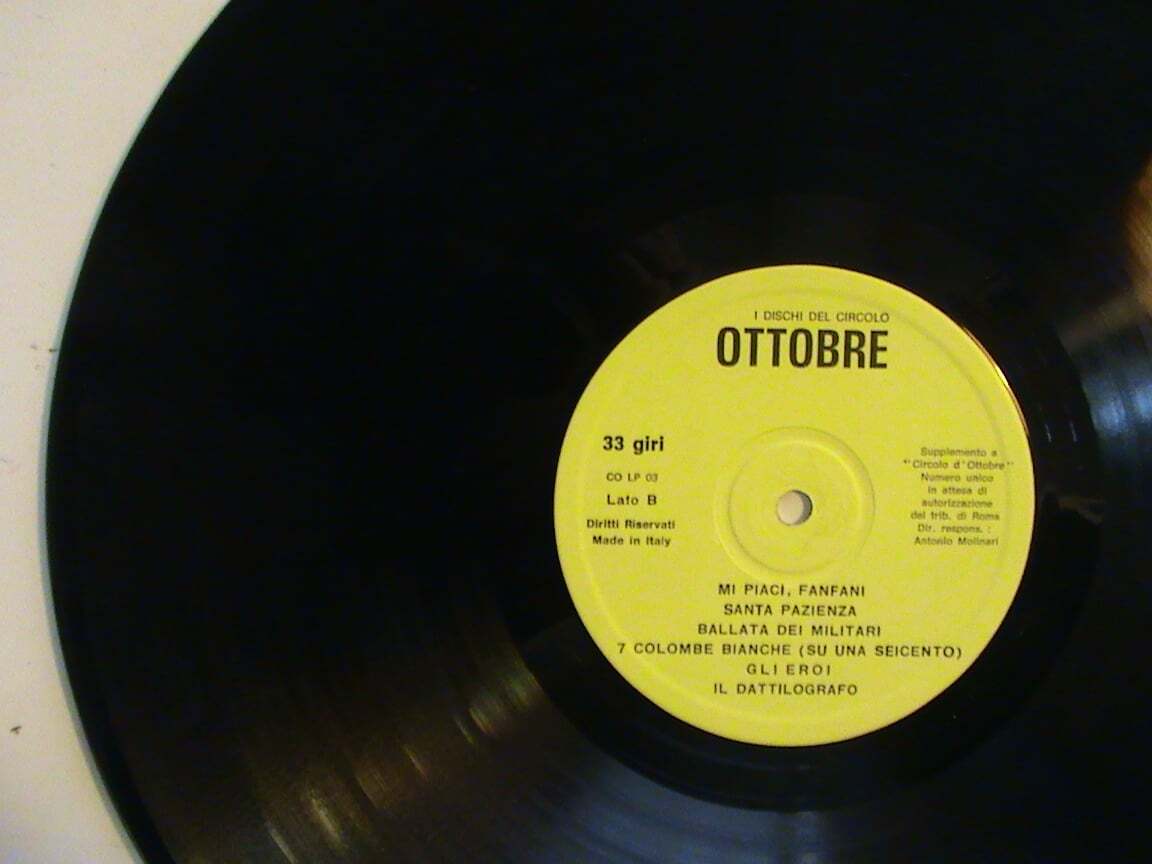 I DISCHI DEL CIRCOLO
OTTOBRE
33 giri
CO LP 03
Lato B
Diritti Riservati
Made in Italy
Supplemento a
"Circolo d'Ottobre"
Numero unico
in attesa di
autorizzazione
del trib. di Roma
Dir. respons. :
Antonio Molinari
MI PIACI, FANFANI
SANTA PAZIENZA
BALLATA DEI MILITARI
7 COLOMBE BIANCHE (SU UNA SEICENTO)
GLI EROI
IL DATTILOGRAFO